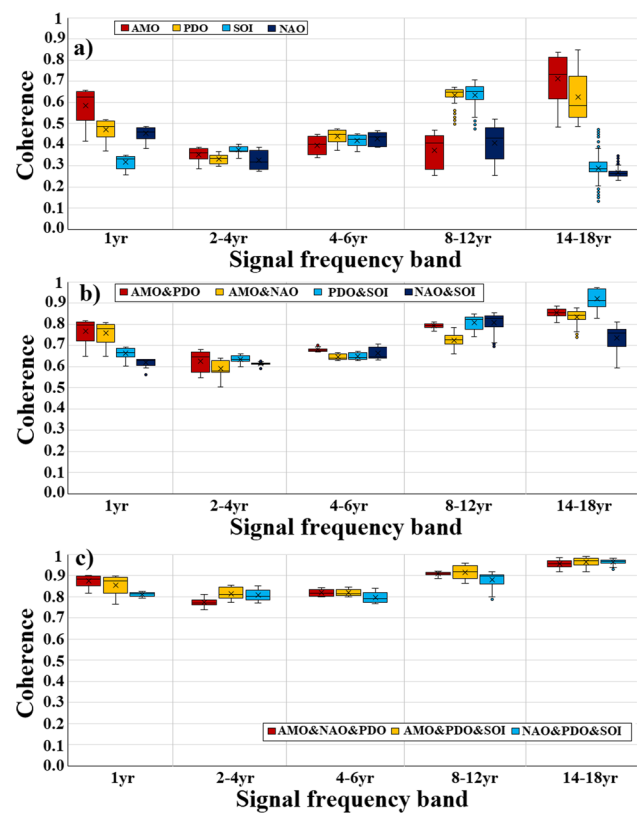 AMO PDO SOI NAO
a)
1
0.9
0.8
0.7
0.6
0.5
0.4
0.3
0.2
0.1
0.0
Coherence
1yr 2-4yr 4-6yr 8-12yr 14-18yr
Signal frequency band
AMO&PDO AMO&NAO PDO&SOI NAO&SOI
b)
1
0.9
0.8
0.7
0.6
0.5
0.4
0.3
0.2
0.1
0.0
Coherence
1yr 2-4yr 4-6yr 8-12yr 14-18yr
Signal frequency band
c)
1
0.9
0.8
0.7
0.6
0.5
0.4
0.3
0.2
0.1
0.0
Coherence
AMO&NAO&PDO AMO&PDO&SOI NAO&PDO&SOI
1yr 2-4yr 4-6yr 8-12yr 14-18yr
Signal frequency band